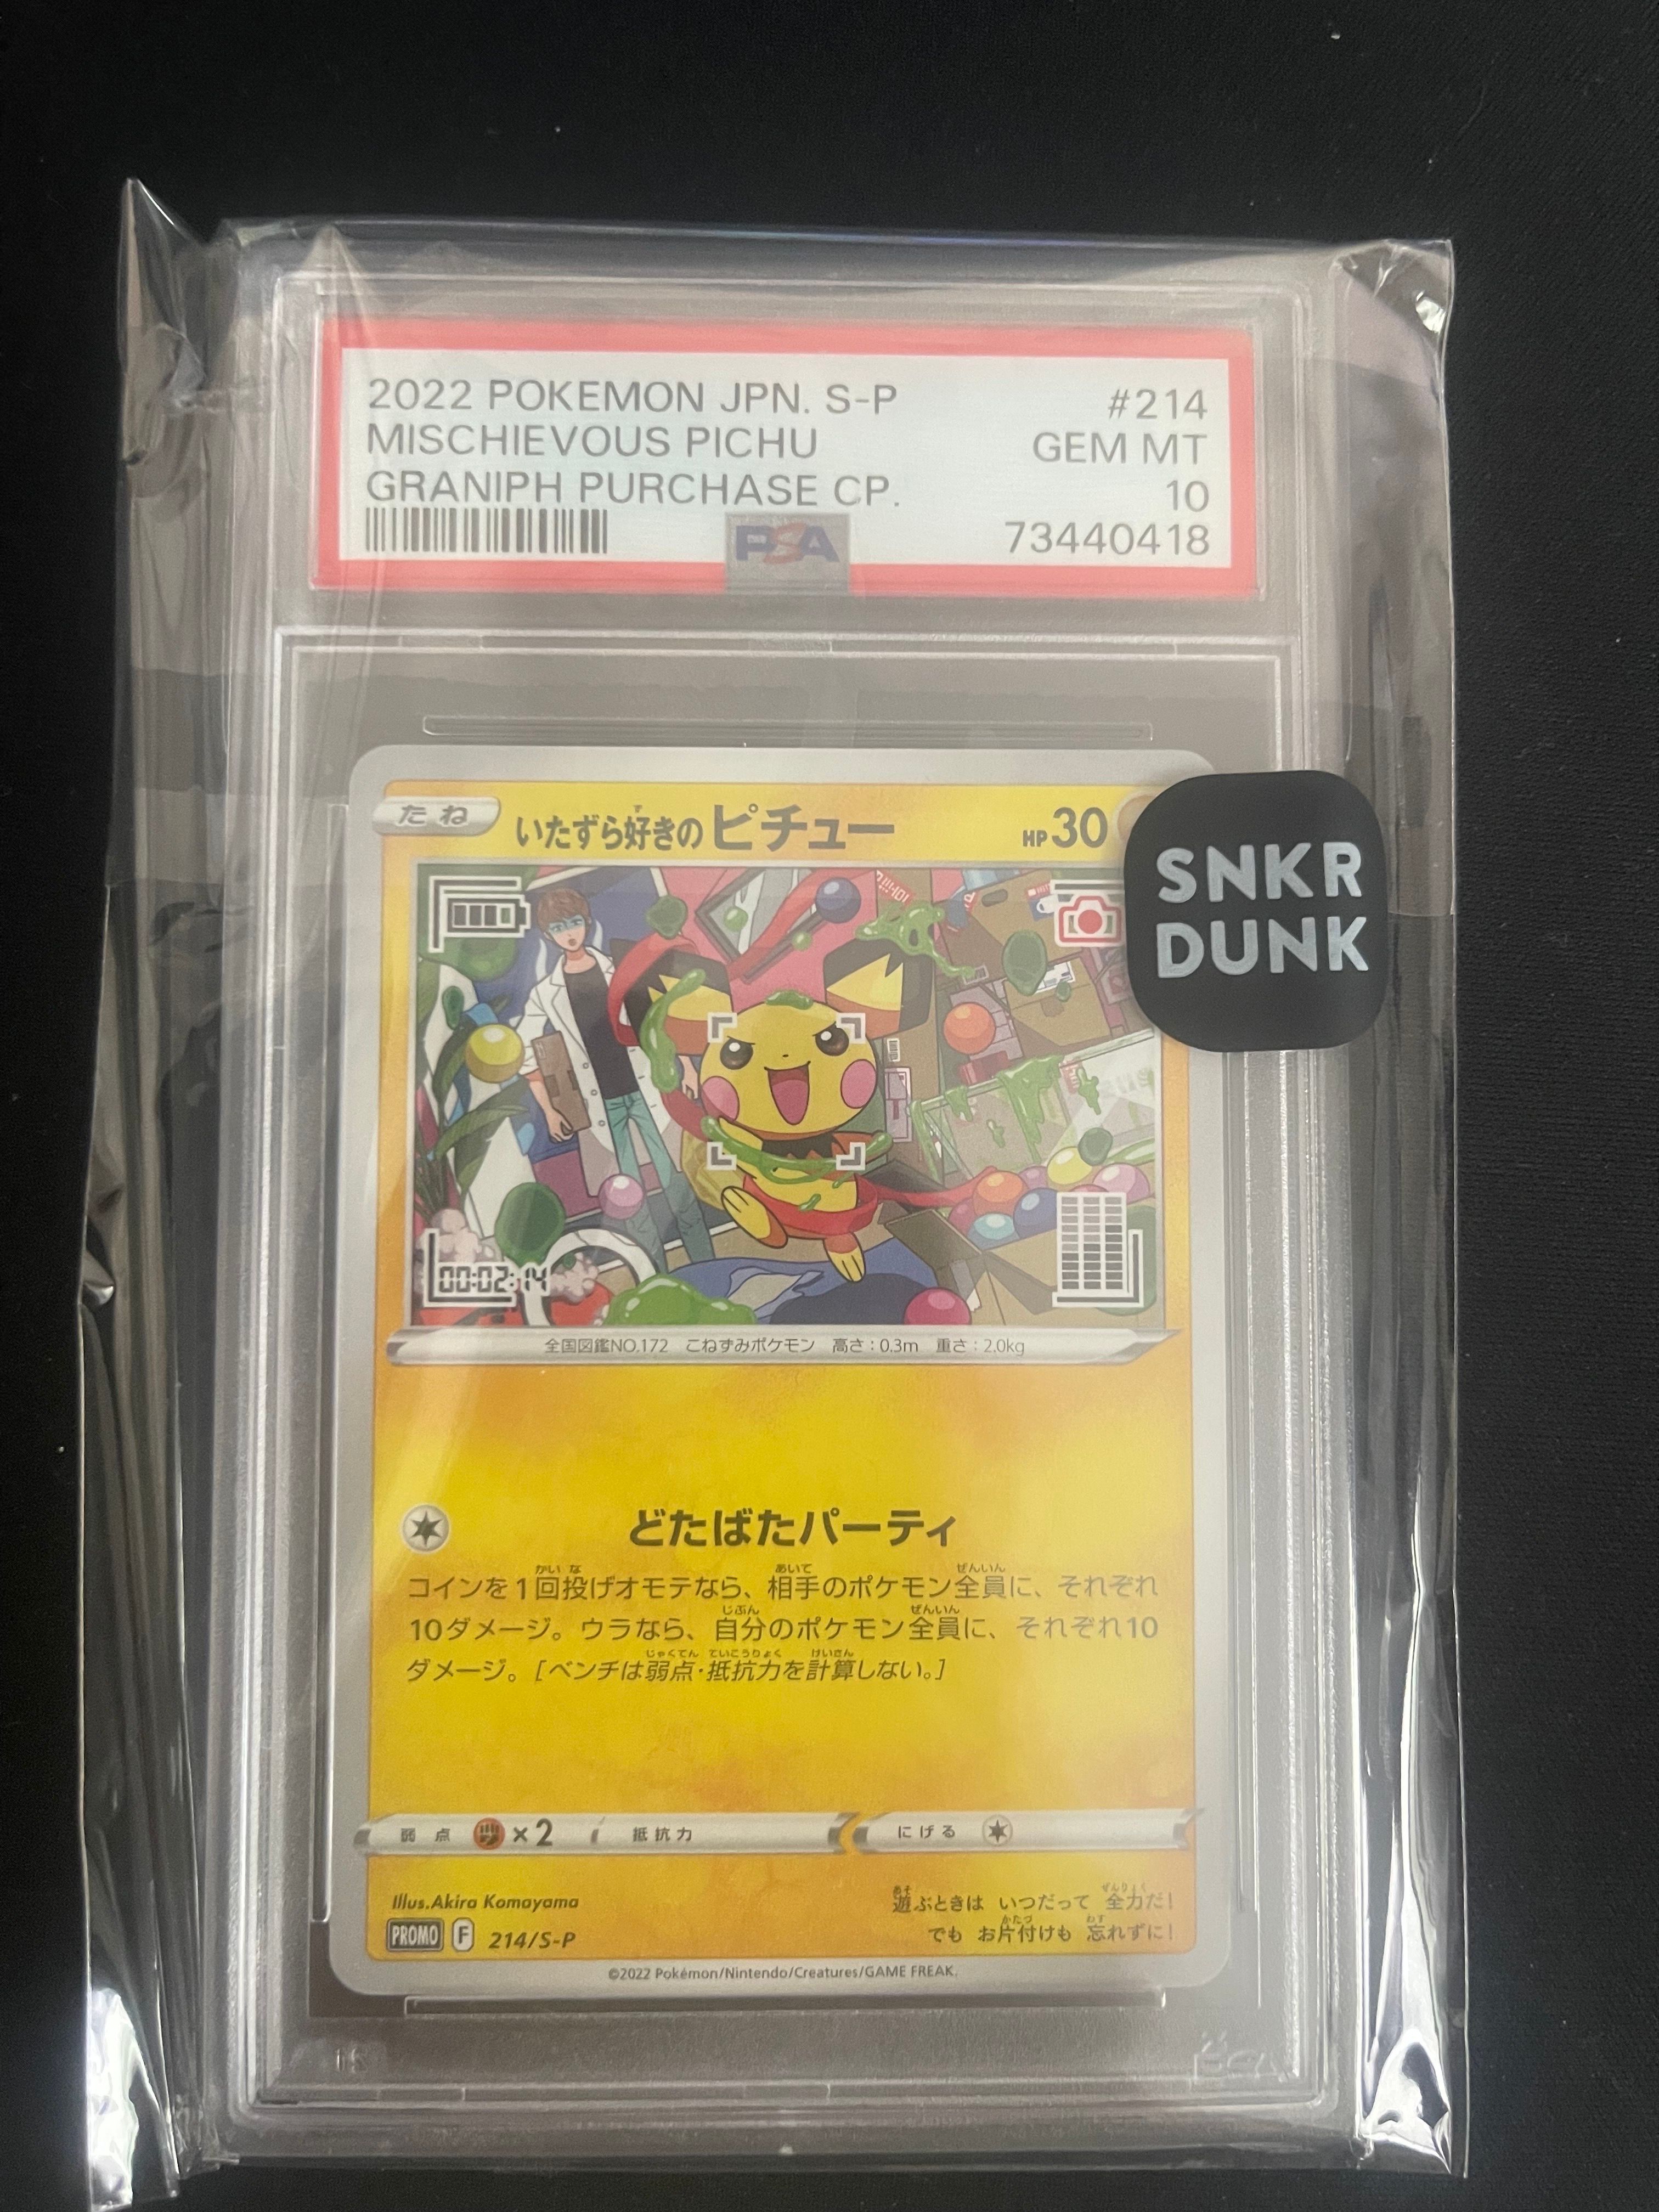 2022 POKEMON JPN. S-P #214
MISCHIEVOUS PICHU GEM MT
GRANIPH PURCHASE CP. 10
PSA 73440418
たね いたずら好きのピチュー HP30
SNKR
DUNK
00:02:14
全国図鑑NO.172 こねずみポケモン 高さ：0.3m 重さ：2.0kg
どたばたパーティ
コインを1回投げオモテなら、相手のポケモン全員に、それぞれ
10ダメージ。ウラなら、自分のポケモン全員に、それぞれ10
ダメージ。［ベンチは弱点・抵抗力を計算しない。］
弱点 ×2 抵抗力 にげる
Illus.Akira Komayama
遊ぶときは いつだって 全力だ！
でも お片付けも 忘れずに！
PROMO F 214/S-P
©2022 Pokémon/Nintendo/Creatures/GAME FREAK.